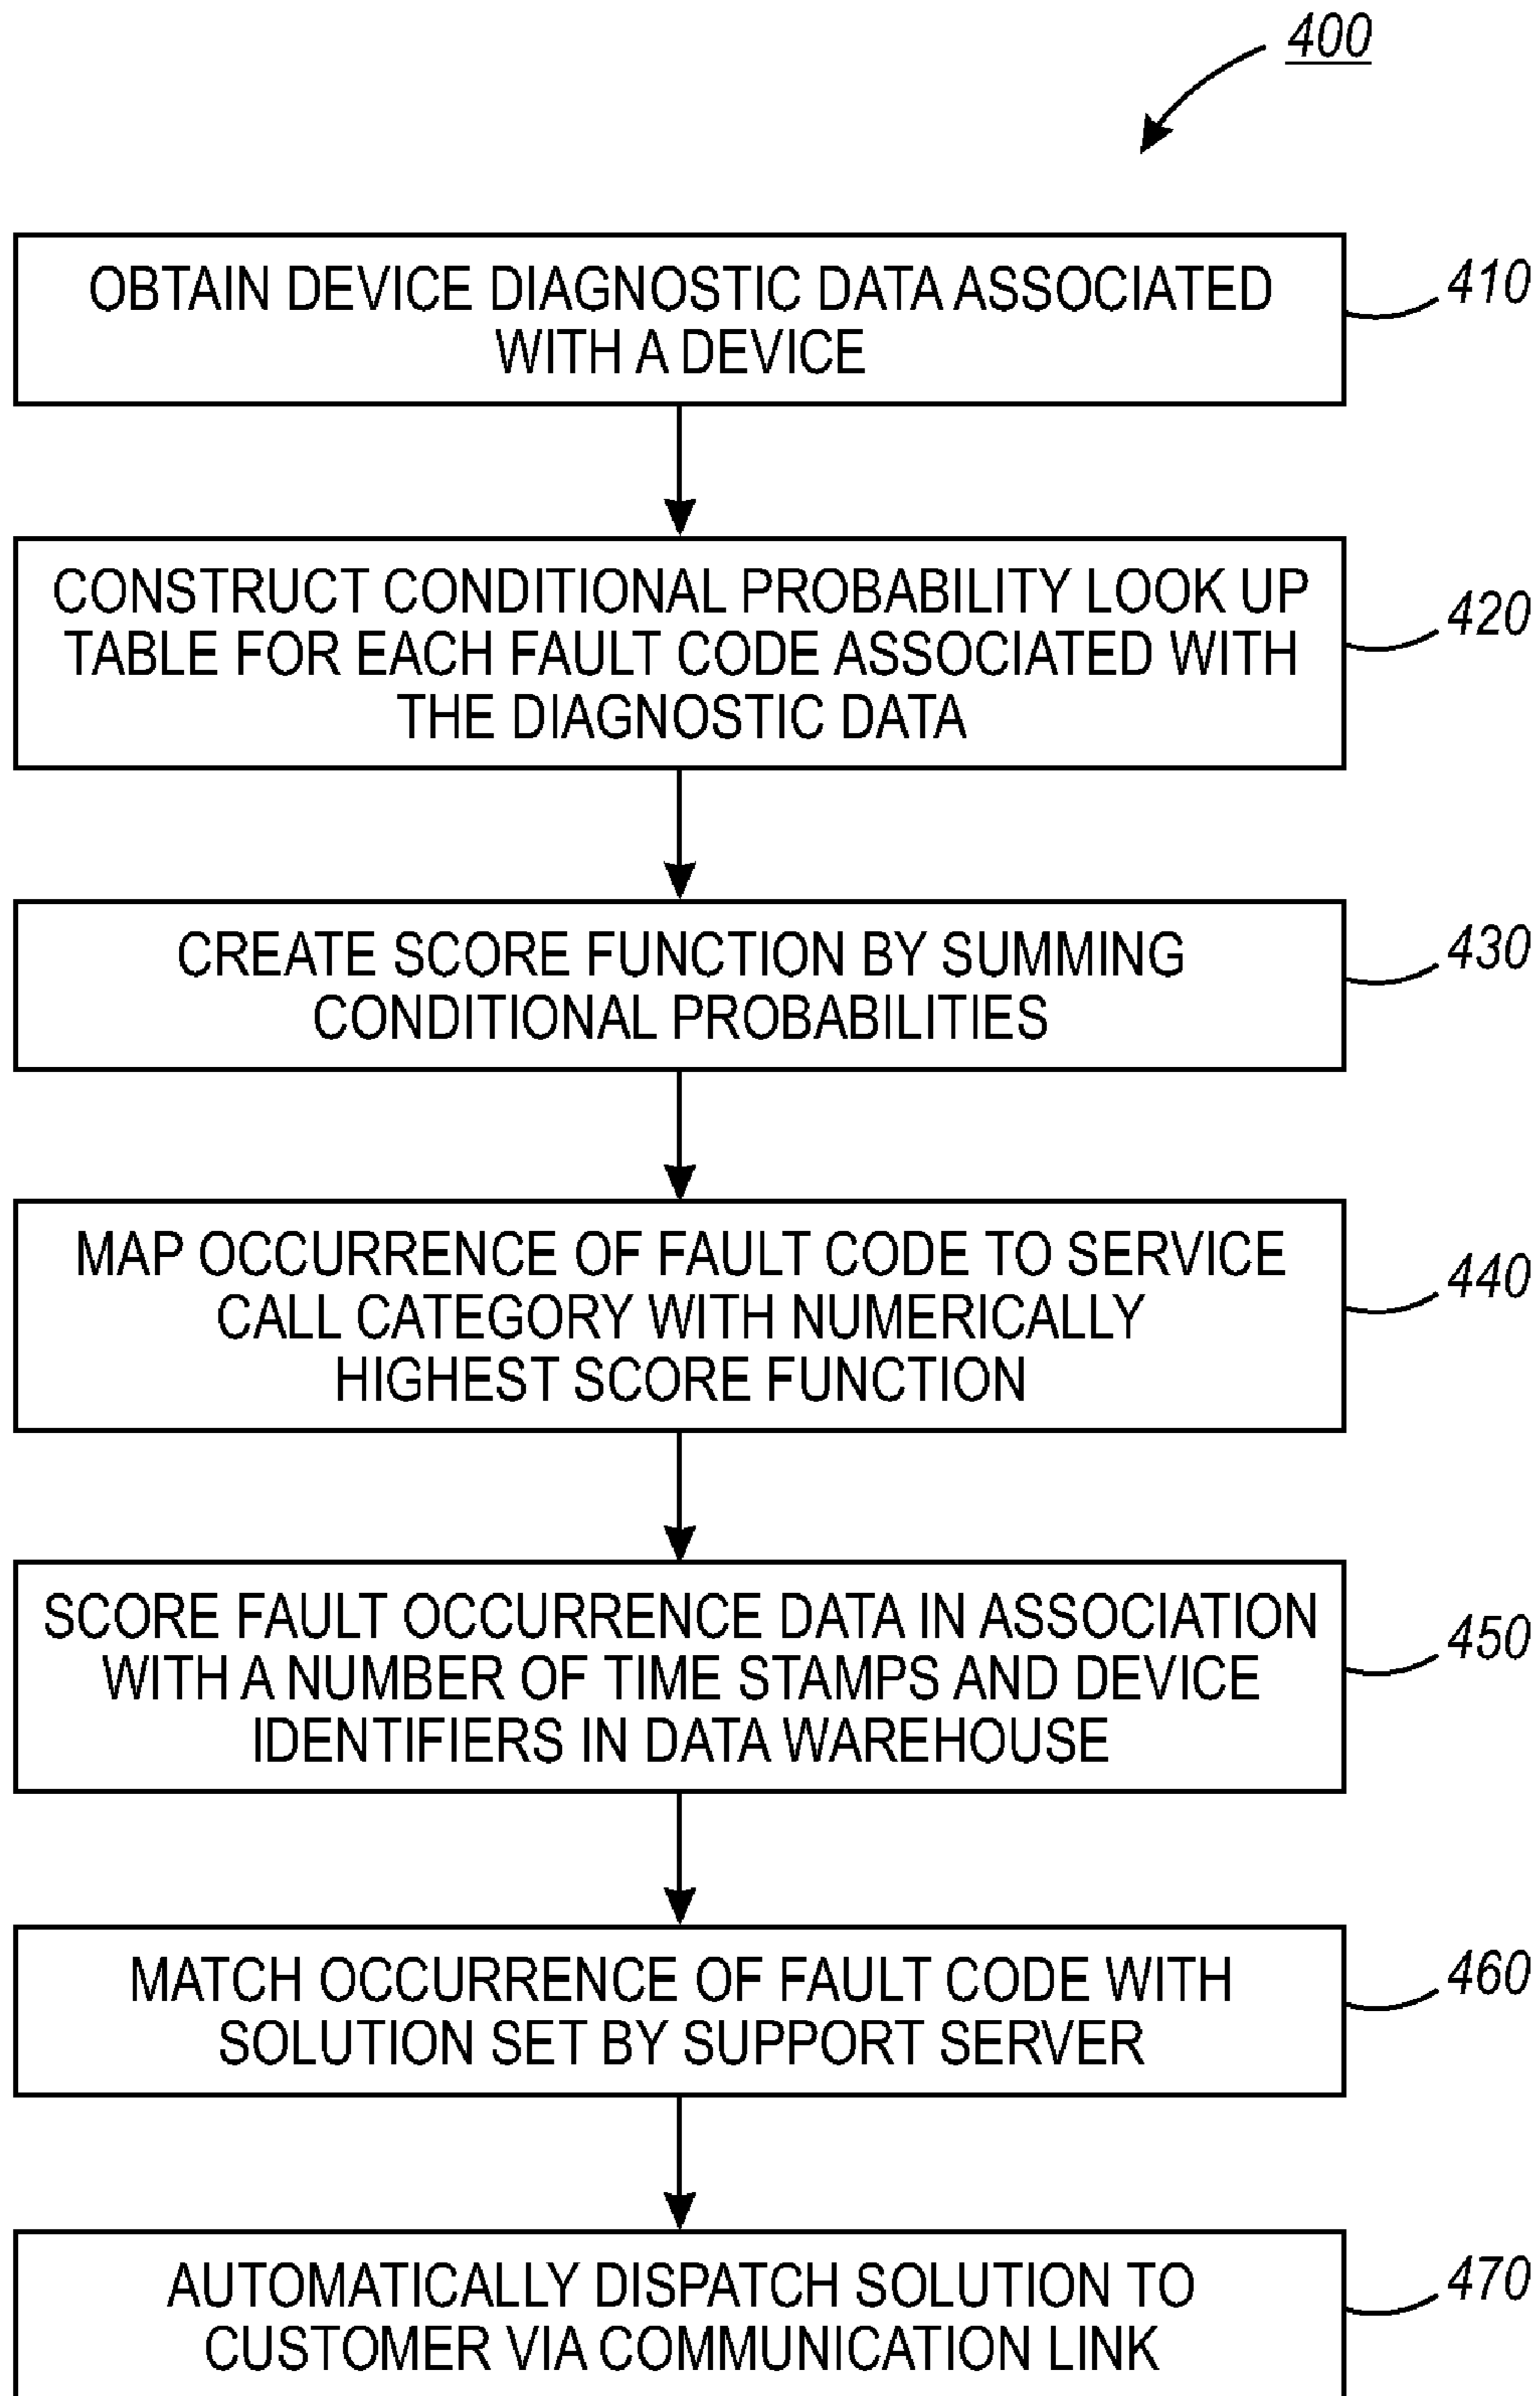 400
OBTAIN DEVICE DIAGNOSTIC DATA ASSOCIATED
WITH A DEVICE
410
CONSTRUCT CONDITIONAL PROBABILITY LOOK UP
TABLE FOR EACH FAULT CODE ASSOCIATED WITH
THE DIAGNOSTIC DATA
420
CREATE SCORE FUNCTION BY SUMMING
CONDITIONAL PROBABILITIES
430
MAP OCCURRENCE OF FAULT CODE TO SERVICE
CALL CATEGORY WITH NUMERICALLY
HIGHEST SCORE FUNCTION
440
SCORE FAULT OCCURRENCE DATA IN ASSOCIATION
WITH A NUMBER OF TIME STAMPS AND DEVICE
IDENTIFIERS IN DATA WAREHOUSE
450
MATCH OCCURRENCE OF FAULT CODE WITH
SOLUTION SET BY SUPPORT SERVER
460
AUTOMATICALLY DISPATCH SOLUTION TO
CUSTOMER VIA COMMUNICATION LINK
470